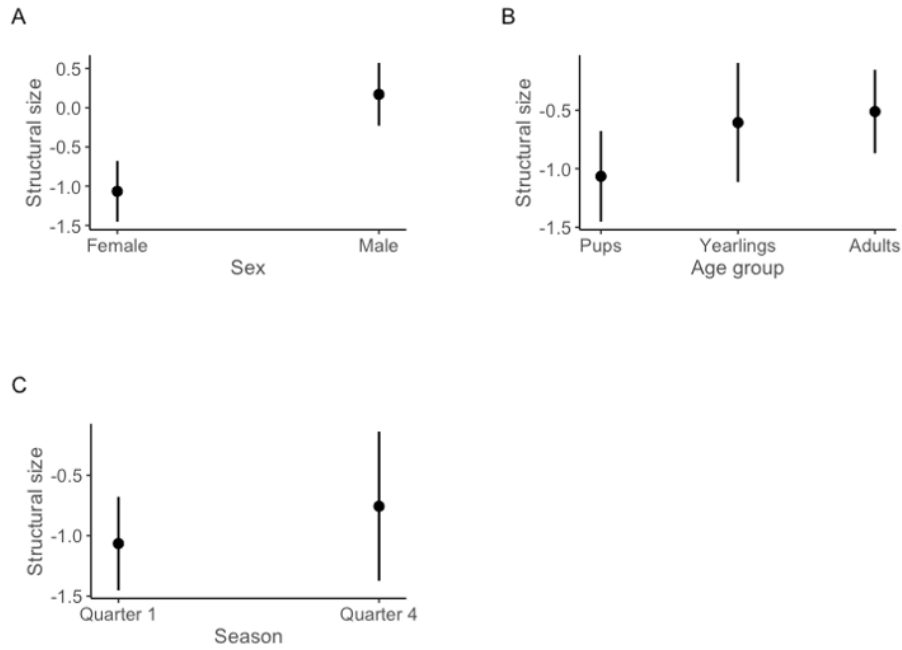 A
Structural size
0.5
0.0
-0.5
-1.0
-1.5
Female Male
Sex
B
Structural size
-0.5
-1.0
-1.5
Pups Yearlings Adults
Age group
C
Structural size
-0.5
-1.0
-1.5
Quarter 1 Quarter 4
Season